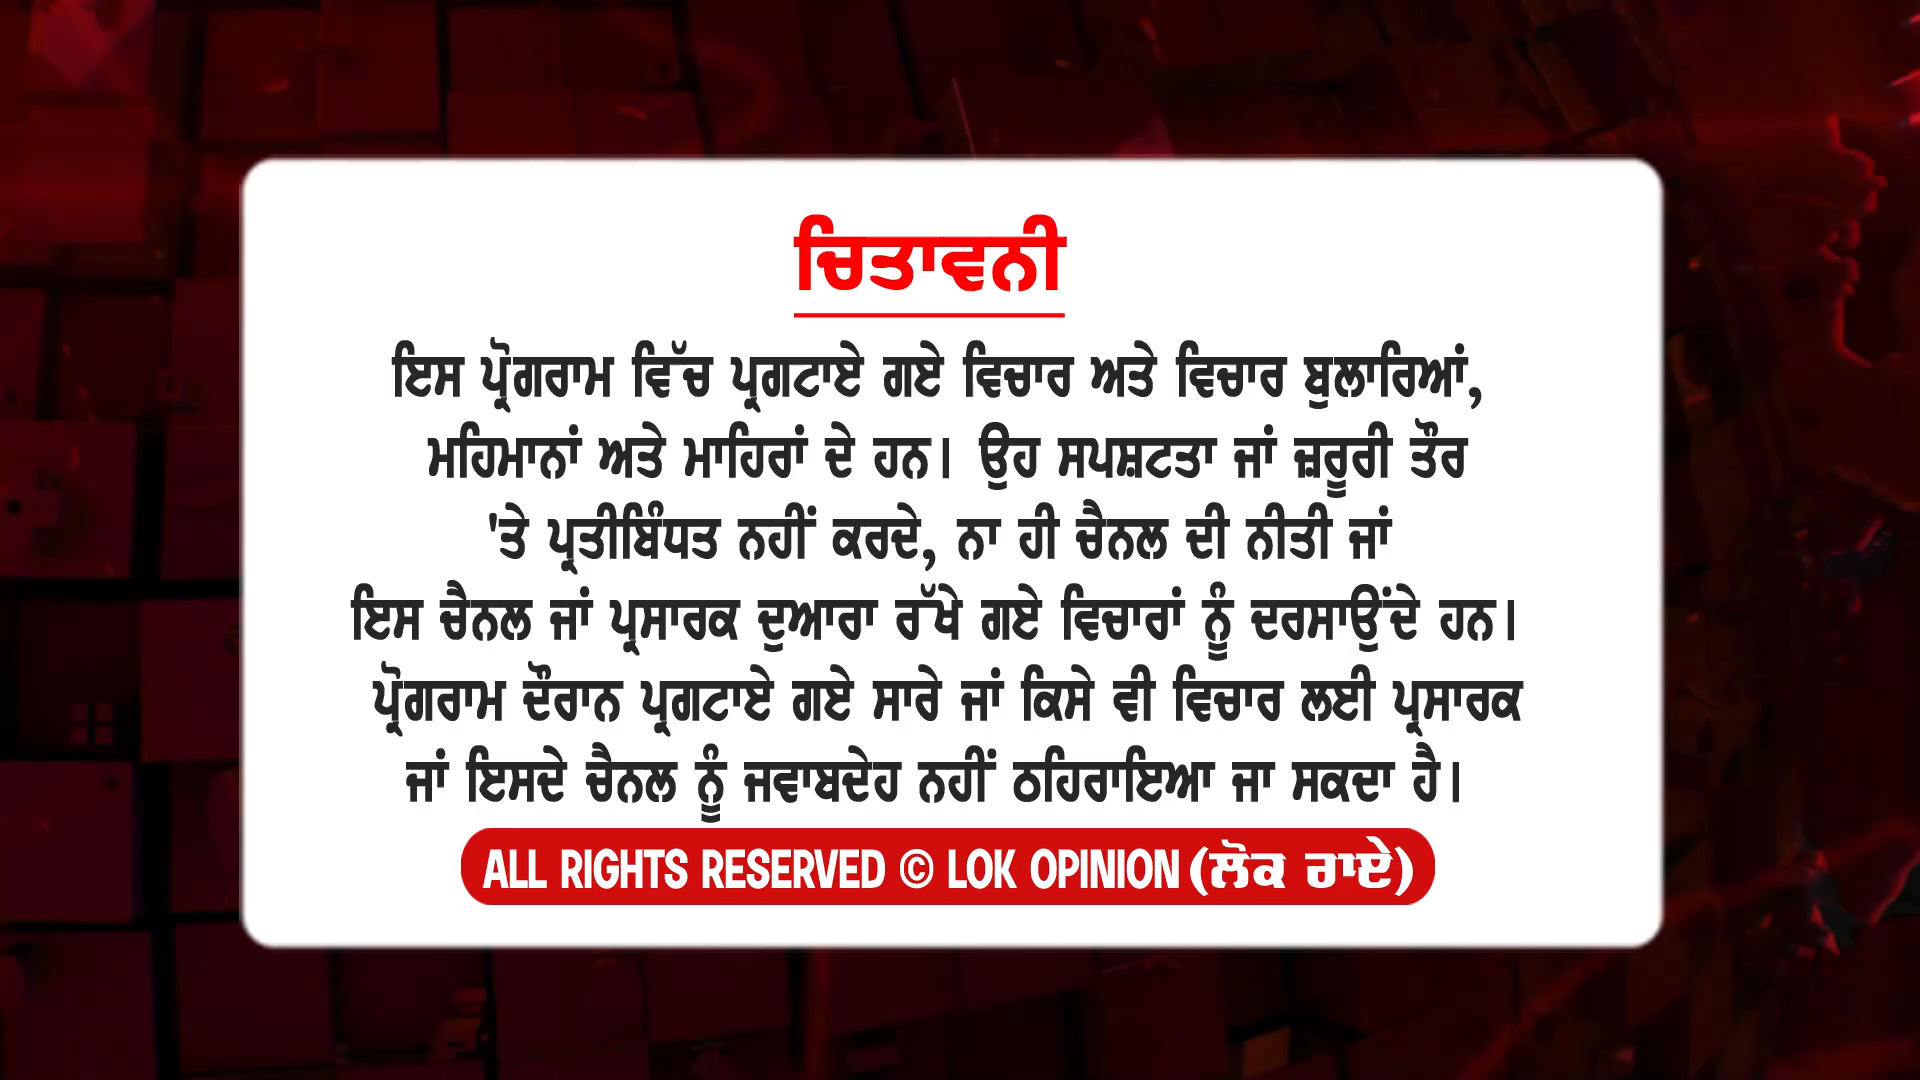 ਚਿਤਾਵਨੀ
ਇਸ ਪ੍ਰੋਗਰਾਮ ਵਿੱਚ ਪ੍ਰਗਟਾਏ ਗਏ ਵਿਚਾਰ ਅਤੇ ਵਿਚਾਰ ਬੁਲਾਰਿਆਂ,
ਮਹਿਮਾਨਾਂ ਅਤੇ ਮਾਹਿਰਾਂ ਦੇ ਹਨ। ਉਹ ਸਪਸ਼ਟਤਾ ਜਾਂ ਜ਼ਰੂਰੀ ਤੌਰ
'ਤੇ ਪ੍ਰਤੀਬਿੰਧਤ ਨਹੀਂ ਕਰਦੇ, ਨਾ ਹੀ ਚੈਨਲ ਦੀ ਨੀਤੀ ਜਾਂ
ਇਸ ਚੈਨਲ ਜਾਂ ਪ੍ਰਸਾਰਕ ਦੁਆਰਾ ਰੱਖੇ ਗਏ ਵਿਚਾਰਾਂ ਨੂੰ ਦਰਸਾਉਂਦੇ ਹਨ।
ਪ੍ਰੋਗਰਾਮ ਦੌਰਾਨ ਪ੍ਰਗਟਾਏ ਗਏ ਸਾਰੇ ਜਾਂ ਕਿਸੇ ਵੀ ਵਿਚਾਰ ਲਈ ਪ੍ਰਸਾਰਕ
ਜਾਂ ਇਸਦੇ ਚੈਨਲ ਨੂੰ ਜਵਾਬਦੇਹ ਨਹੀਂ ਠਹਿਰਾਇਆ ਜਾ ਸਕਦਾ ਹੈ।
ALL RIGHTS RESERVED © LOK OPINION (ਲੋਕ ਰਾਏ)